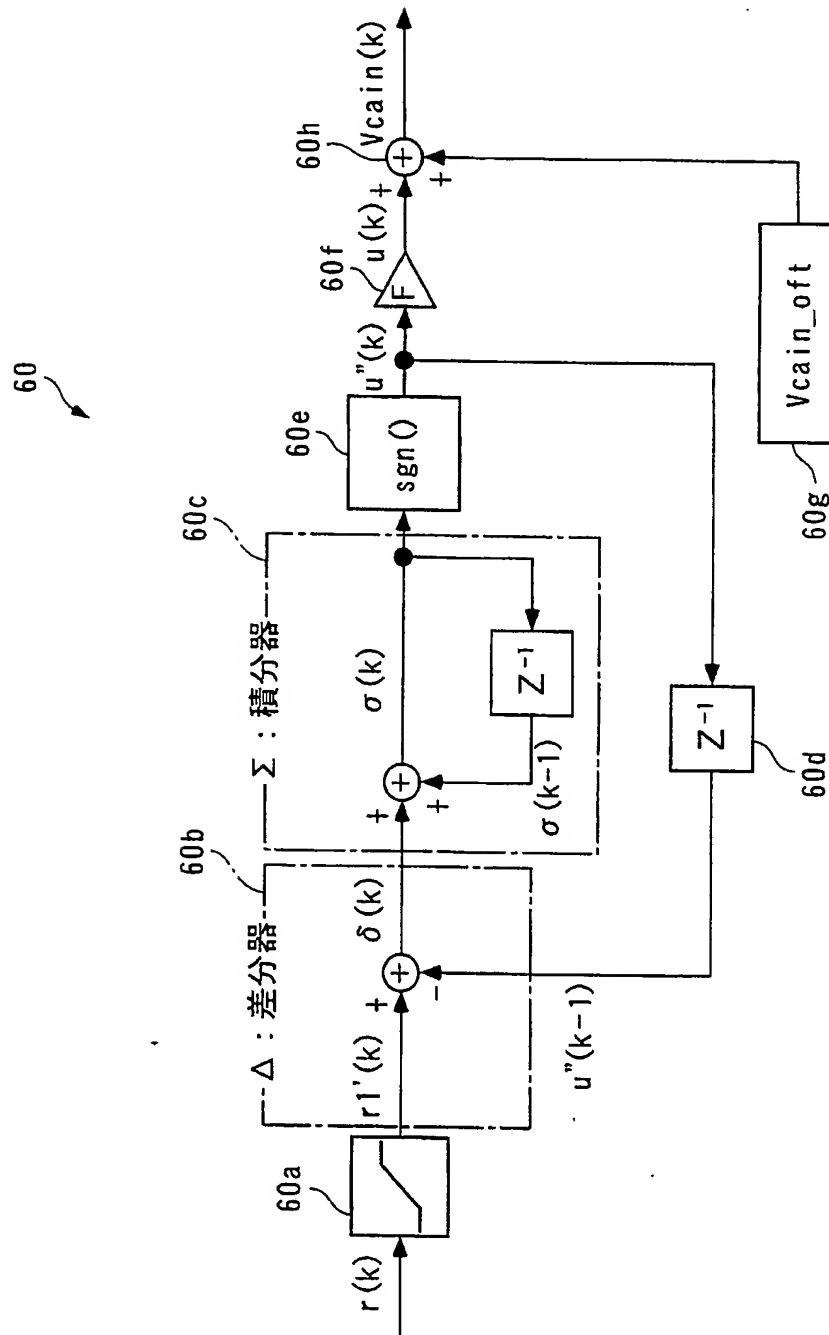 60
r(k)
60a
r1'(k)
Δ：差分器
60b
+
+
-
δ(k)
u"(k-1)
Σ：積分器
60c
+
+
+
σ(k)
σ(k-1)
Z⁻¹
60e
sgn()
u"(k)
Z⁻¹
60d
60f
F
u(k)
+
60h
+
+
Vcain(k)
Vcain_oft
60g